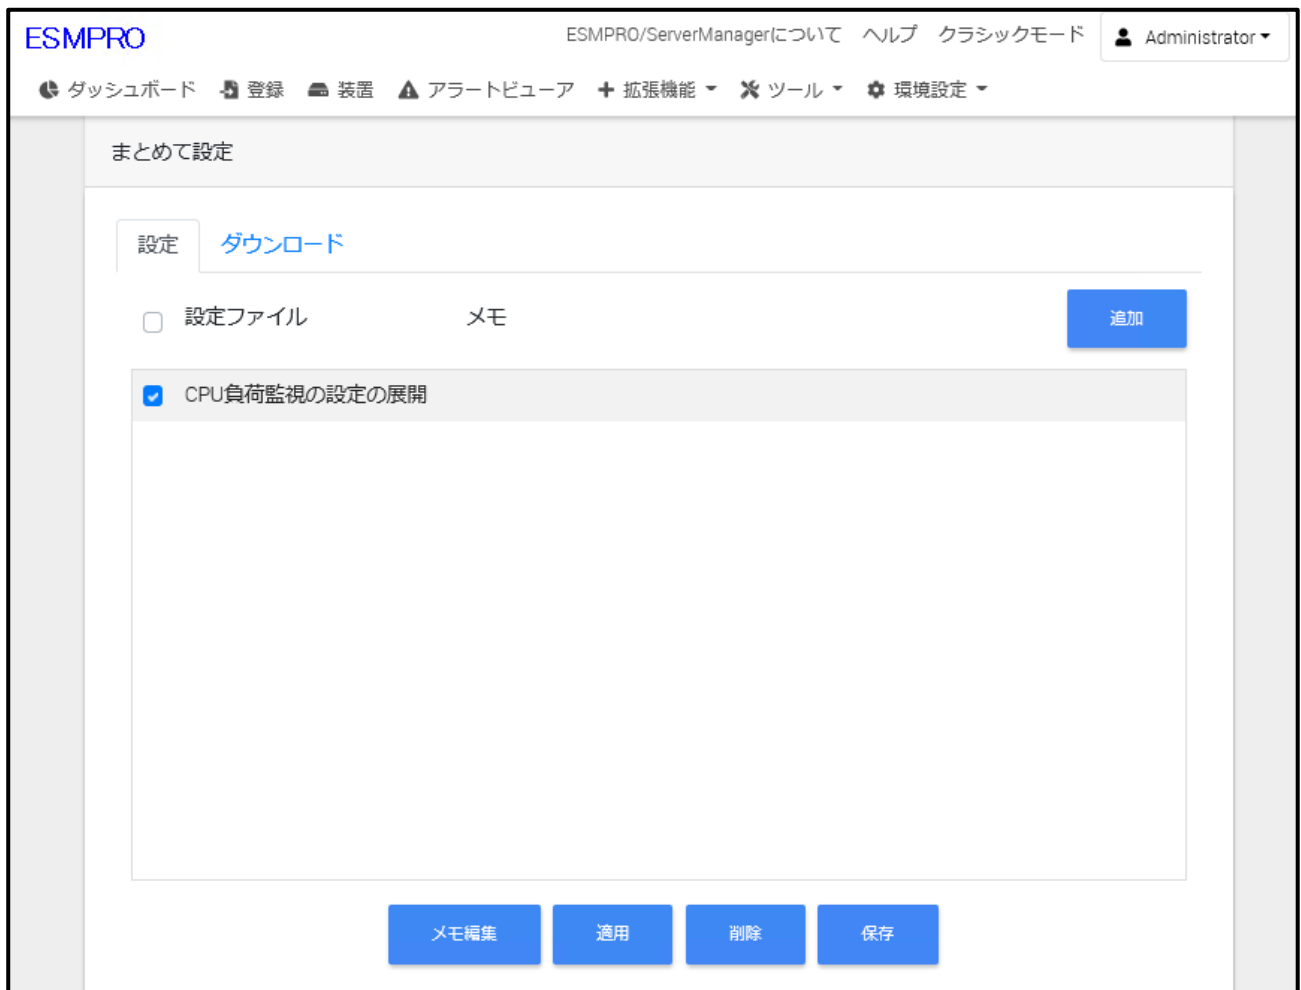 ESMPRO
ESMPRO/ServerManagerについて ヘルプ クラシックモード Administrator
ダッシュボード 登録 装置 アラートビューア 拡張機能 ツール 環境設定
まとめて設定
設定 ダウンロード
設定ファイル メモ 追加
CPU負荷監視の設定の展開
メモ編集 適用 削除 保存